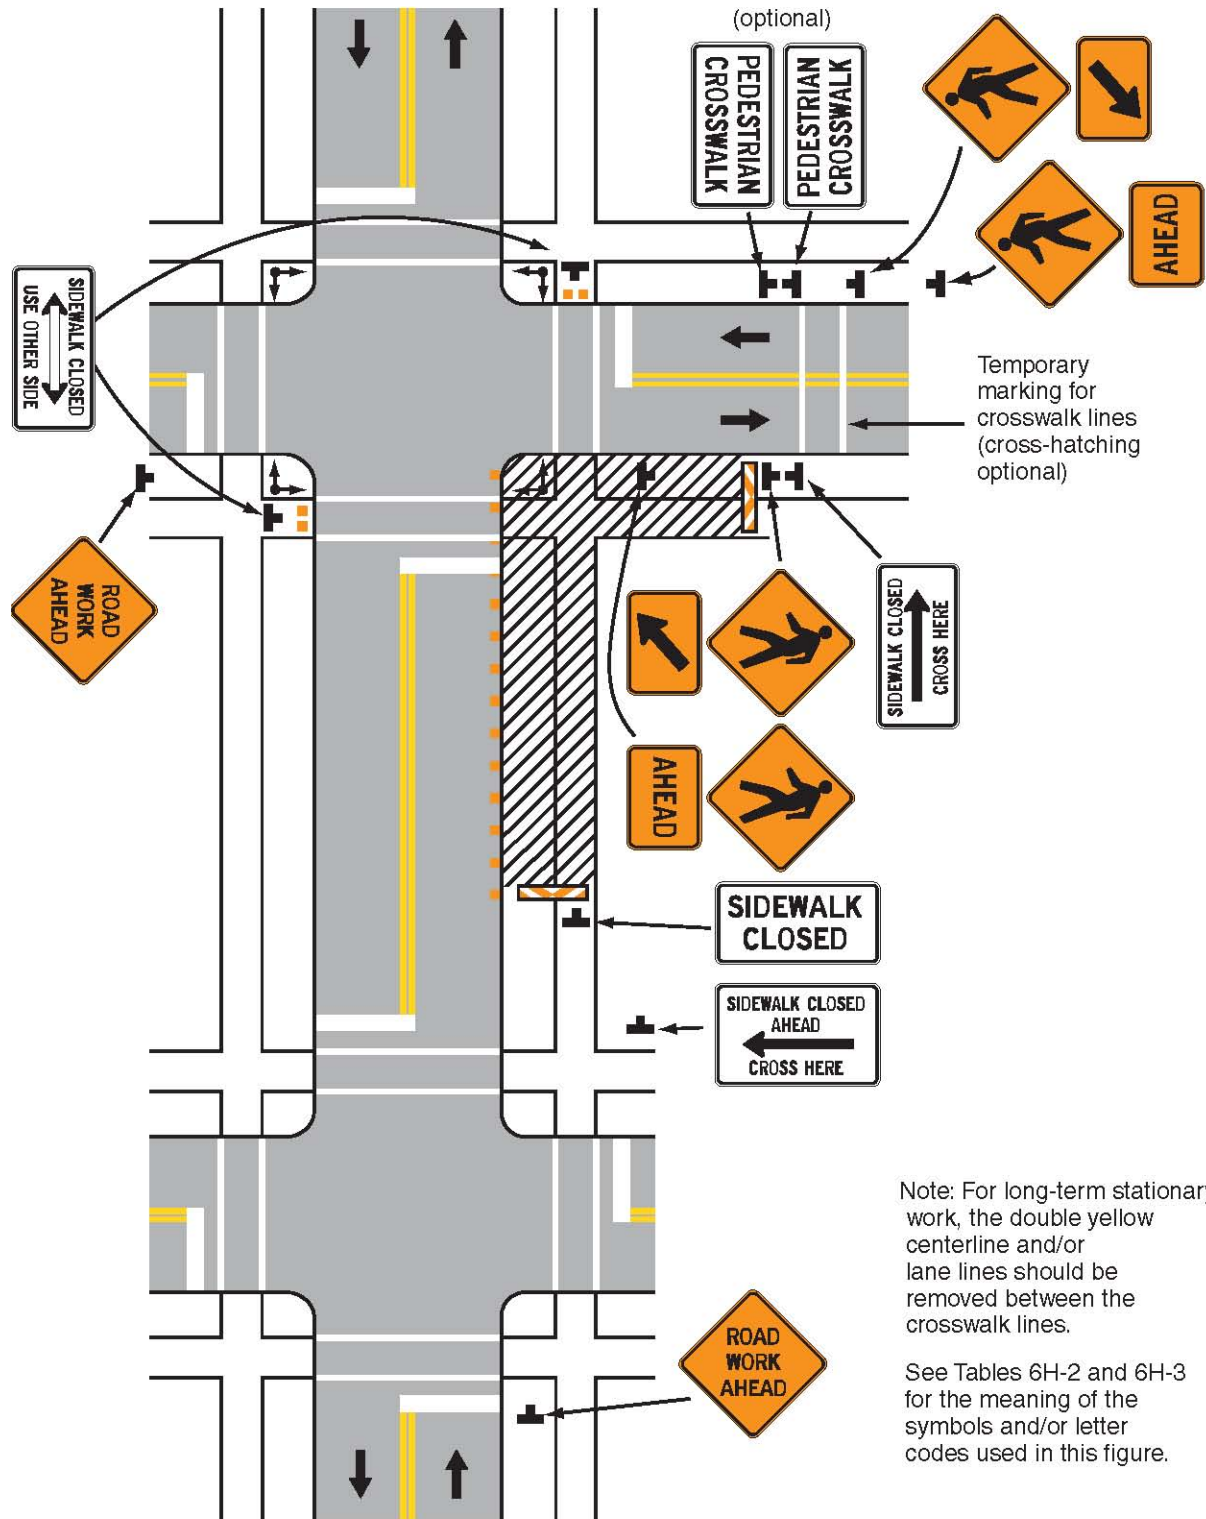 (optional)
PEDESTRIAN
CROSSWALK
PEDESTRIAN
CROSSWALK
AHEAD
SIDEWALK CLOSED
USE OTHER SIDE
Temporary
marking for
crosswalk lines
(cross-hatching
optional)
ROAD
WORK
AHEAD
SIDEWALK CLOSED
CROSS HERE
AHEAD
SIDEWALK
CLOSED
SIDEWALK CLOSED
AHEAD
CROSS HERE
Note: For long-term stationary
work, the double yellow
centerline and/or
lane lines should be
removed between the
crosswalk lines.
ROAD
WORK
AHEAD
See Tables 6H-2 and 6H-3
for the meaning of the
symbols and/or letter
codes used in this figure.